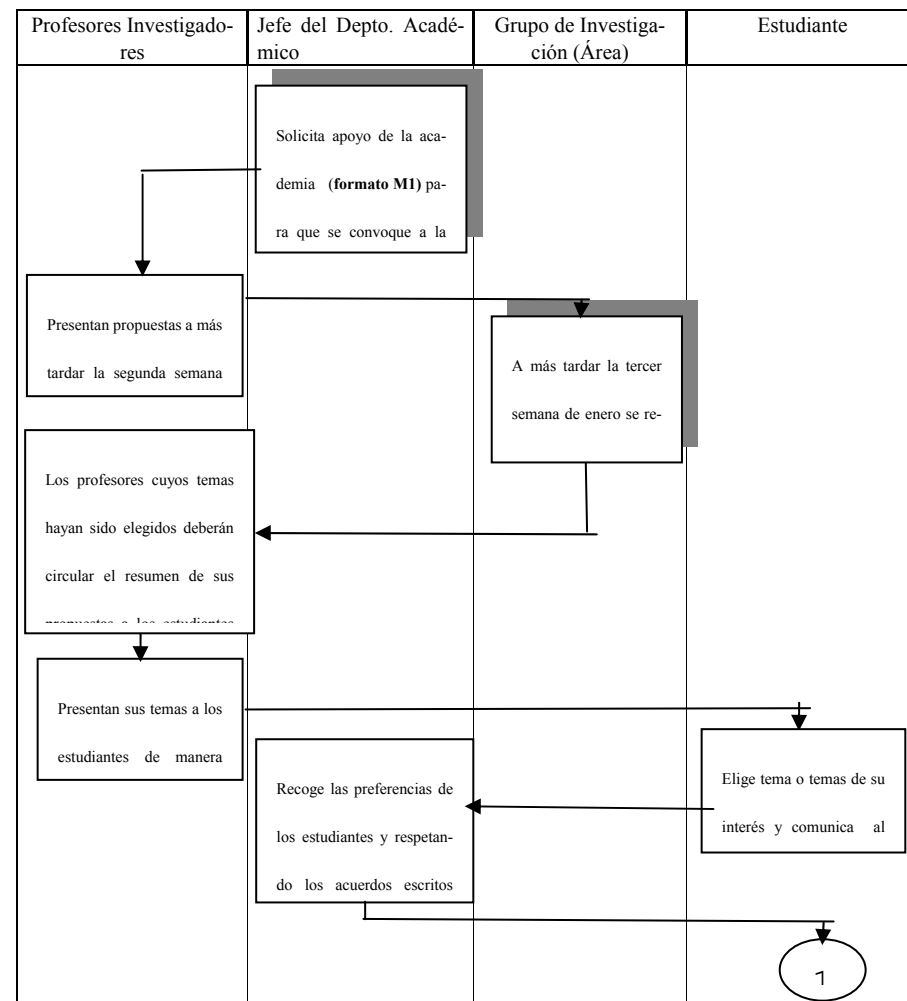 Profesores Investigado-
res
Jefe del Depto. Acadé-
mico
Grupo de Investiga-
ción (Área)
Estudiante
Solicita apoyo de la aca-
demia (formato M1) pa-
ra que se convoque a la
Presentan propuestas a más
tardar la segunda semana
A más tardar la tercer
semana de enero se re-
Los profesores cuyos temas
hayan sido elegidos deberán
circular el resumen de sus
propuestas a los estudiantes
Presentan sus temas a los
estudiantes de manera
Elige tema o temas de su
interés y comunica al
Recoge las preferencias de
los estudiantes y respetan-
do los acuerdos escritos
1